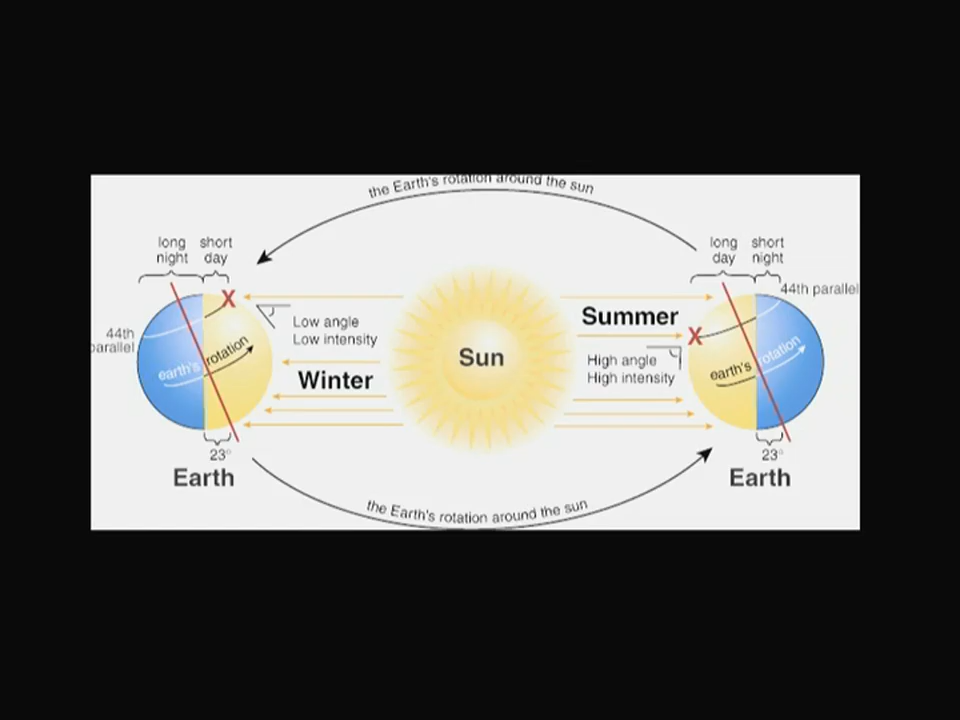 the Earth's rotation around the sun
long
night
short
day
long
day
short
night
44th parallel
X
Low angle
Low intensity
Summer
X
44th
parallel
earth's rotation
Winter
Sun
High angle
High intensity
earth's rotation
23°
Earth
23°
Earth
the Earth's rotation around the sun